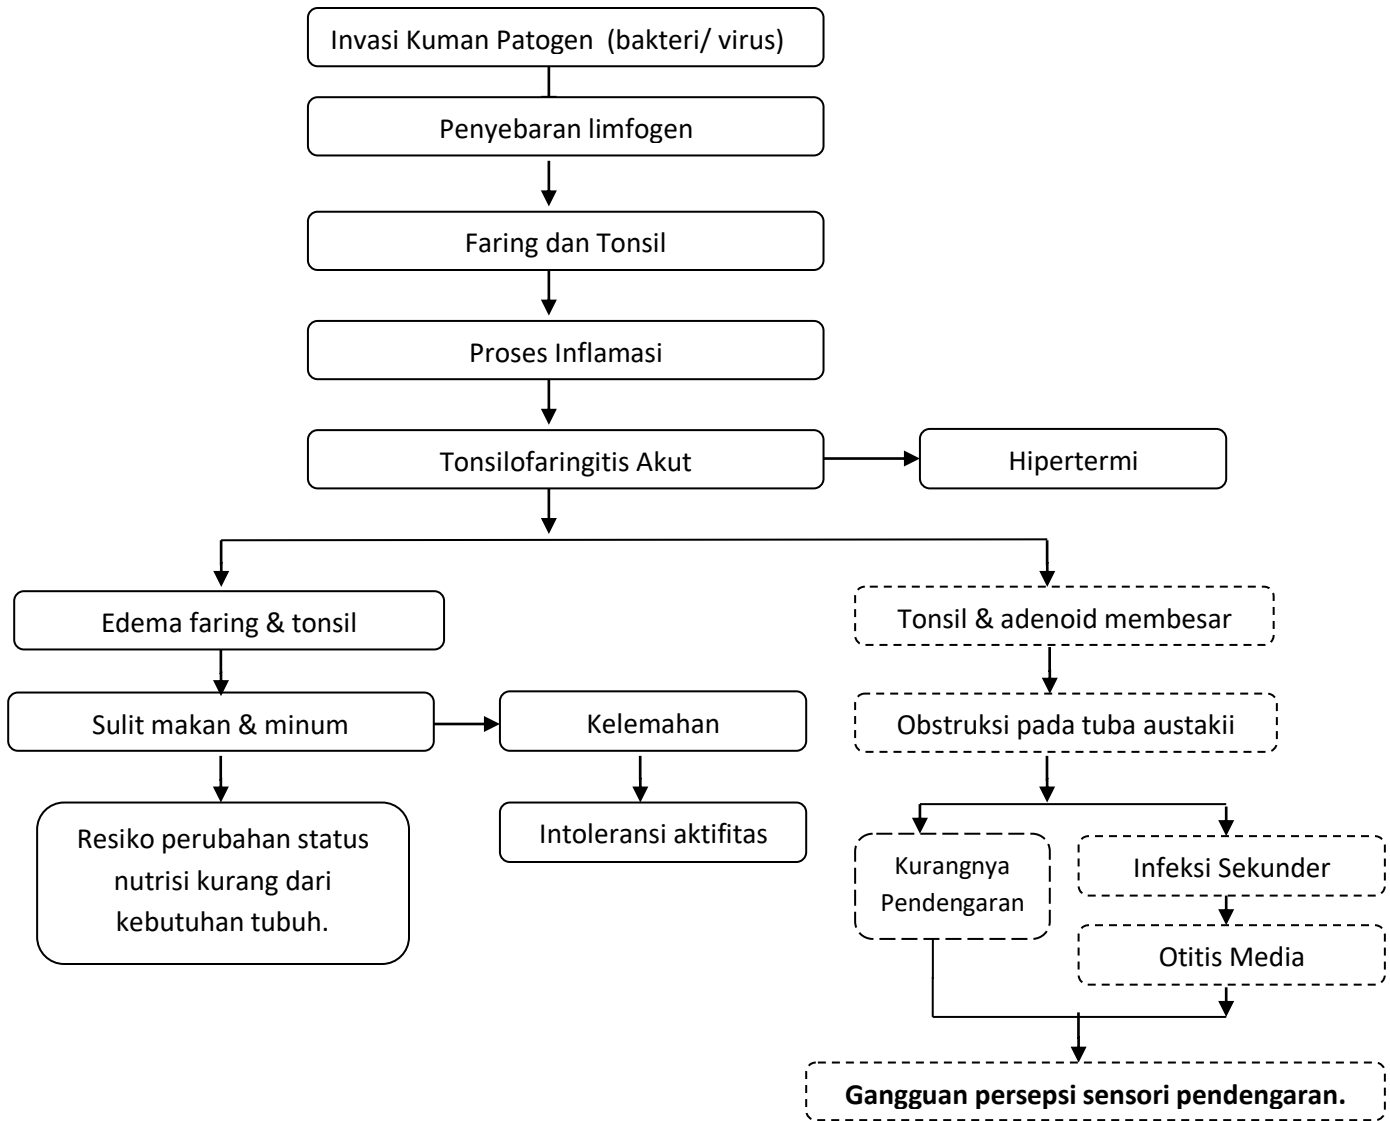 Invasi Kuman Patogen (bakteri/ virus)
Penyebaran limfogen
Faring dan Tonsil
Proses Inflamasi
Tonsilofaringitis Akut
Hipertermi
Edema faring & tonsil
Sulit makan & minum
Kelemahan
Resiko perubahan status
nutrisi kurang dari
kebutuhan tubuh.
Intoleransi aktifitas
Tonsil & adenoid membesar
Obstruksi pada tuba austakii
Kurangnya
Pendengaran
Infeksi Sekunder
Otitis Media
Gangguan persepsi sensori pendengaran.